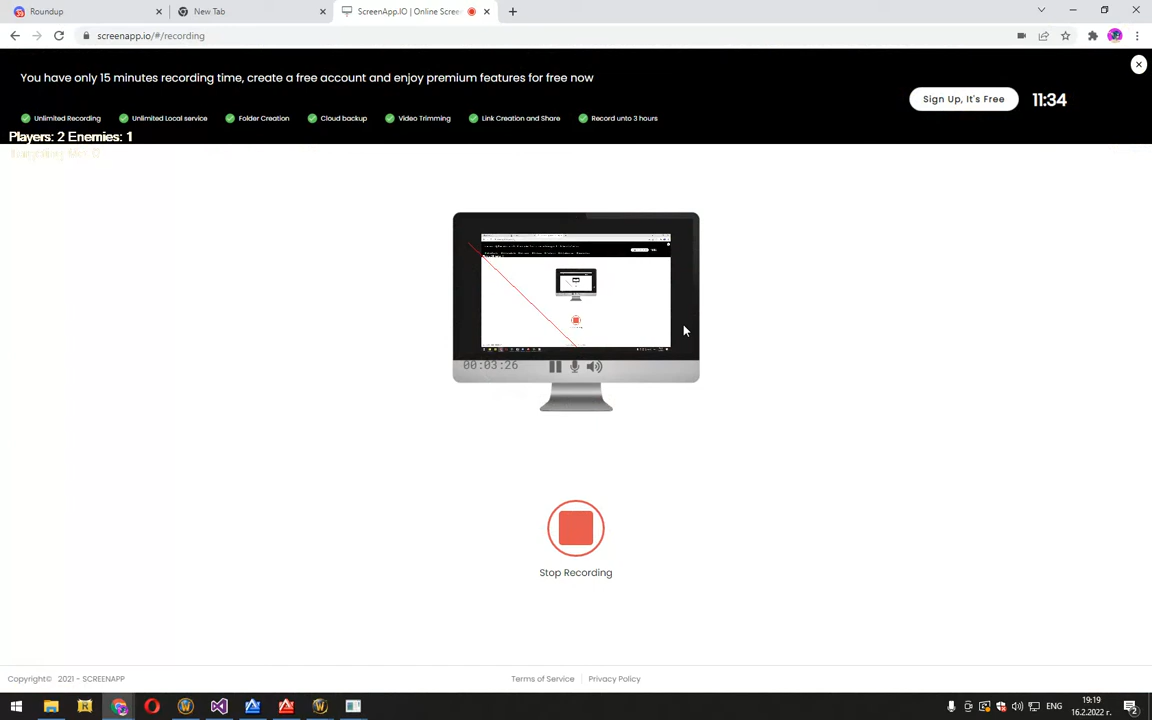 Roundup
New Tab
ScreenApp.IO | Online Scree
screenapp.io/#/recording
You have only 15 minutes recording time, create a free account and enjoy premium features for free now
Sign Up, It's Free
11:34
Unlimited Recording
Unlimited Local service
Folder Creation
Cloud backup
Video Trimming
Link Creation and Share
Record unto 3 hours
Players: 2 Enemies: 1
00:03:26
Stop Recording
Copyright© 2021 - SCREENAPP
Terms of Service
Privacy Policy
ENG
19:19
16.2.2022 г.
2